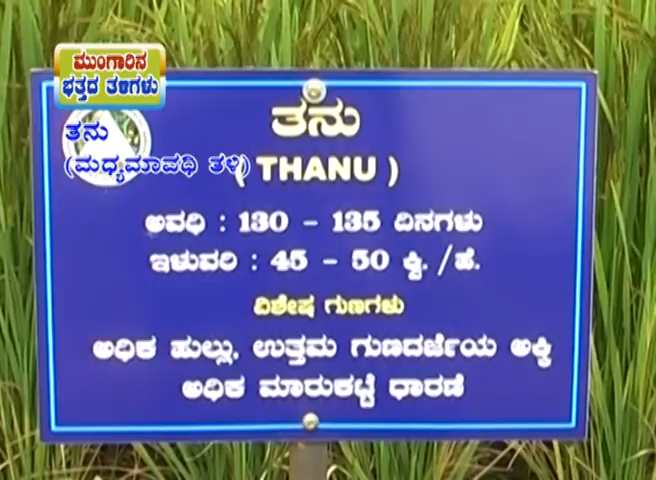 ಮುಂಗಾರಿನ
ಭತ್ತದ ತಳಿಗಳು
ತನು
(ಮಧ್ಯಮಾವಧಿ ತಳಿ)
ತನು
( THANU )
ಅವಧಿ : 130 - 135 ದಿನಗಳು
ಇಳುವರಿ : 45 - 50 ಕ್ವಿ. / ಹೆ.
ವಿಶೇಷ ಗುಣಗಳು
ಅಧಿಕ ಹುಲ್ಲು, ಉತ್ತಮ ಗುಣದರ್ಜೆಯ ಅಕ್ಕಿ
ಅಧಿಕ ಮಾರುಕಟ್ಟೆ ಧಾರಣೆ